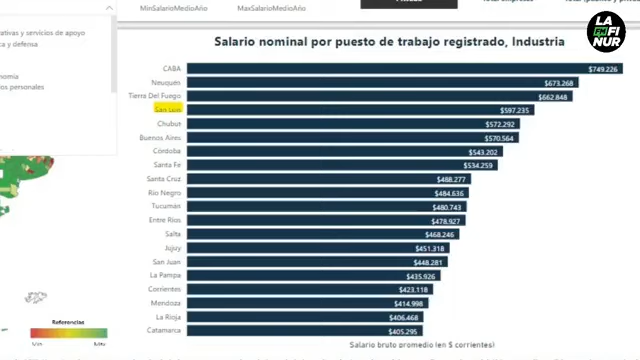 MinSalarioMedioAño
MaxSalarioMedioAño
LA
FM
FI
NUR
rativas y servicios de apoyo
ca y defensa
nomía
os personales
Salario nominal por puesto de trabajo registrado, Industria
CABA $749.226
Neuquén $673.268
Tierra Del Fuego $662.848
San Luis $597.235
Chubut $572.292
Buenos Aires $570.564
Córdoba $543.202
Santa Fe $534.259
Santa Cruz $488.277
Río Negro $484.636
Tucumán $480.743
Entre Ríos $478.927
Salta $468.246
Jujuy $451.318
San Juan $448.281
La Pampa $435.926
Corrientes $423.118
Mendoza $414.998
La Rioja $406.468
Catamarca $405.295
Referencias
Min
Máx
Salario bruto promedio (en $ corrientes)